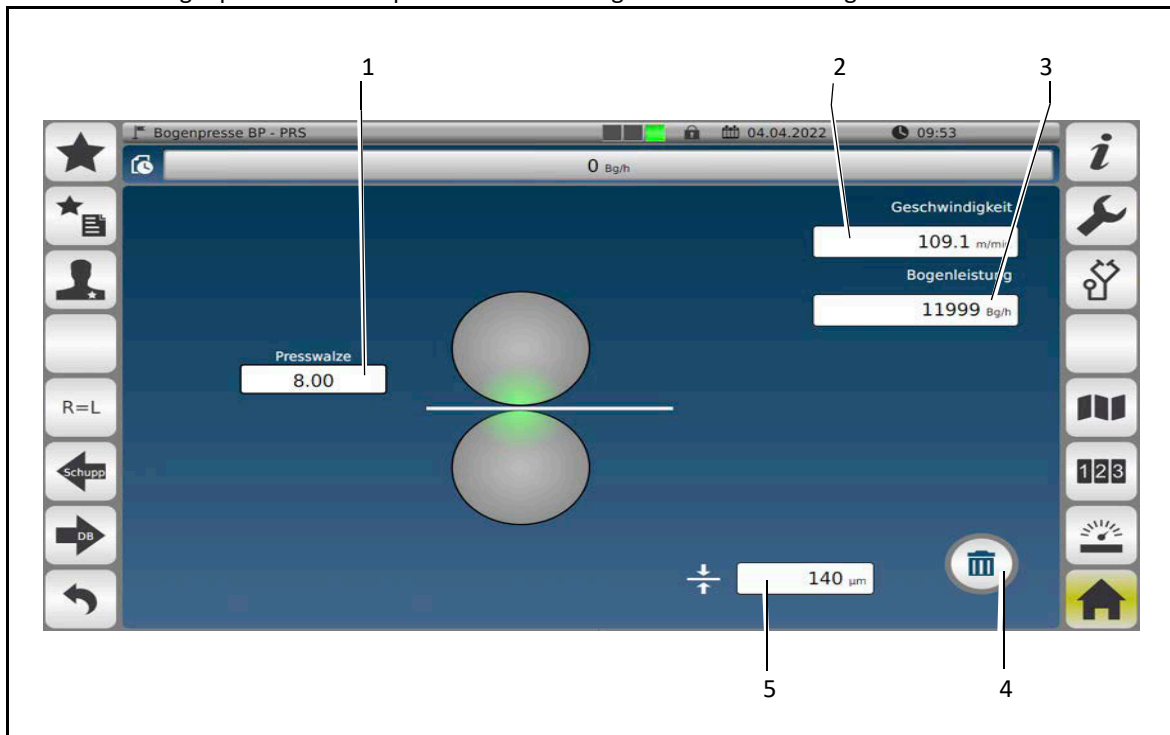 1 2 3
Bogenpresse BP - PRS 04.04.2022 09:53
0 Bg/h
i
Geschwindigkeit
109.1 m/min
Bogenleistung
11999 Bg/h
Presswalze
8.00
R=L
Schupp
123
DB
140 µm
5 4